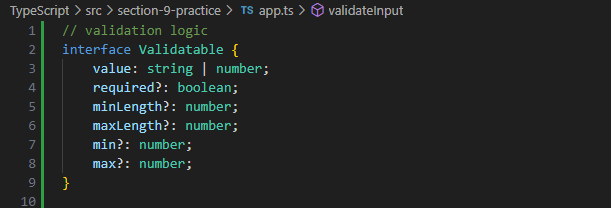 TypeScript > src > section-9-practice > TS app.ts > validateInput
1 // validation logic
2 interface Validatable {
3 value: string | number;
4 required?: boolean;
5 minLength?: number;
6 maxLength?: number;
7 min?: number;
8 max?: number;
9 }
10